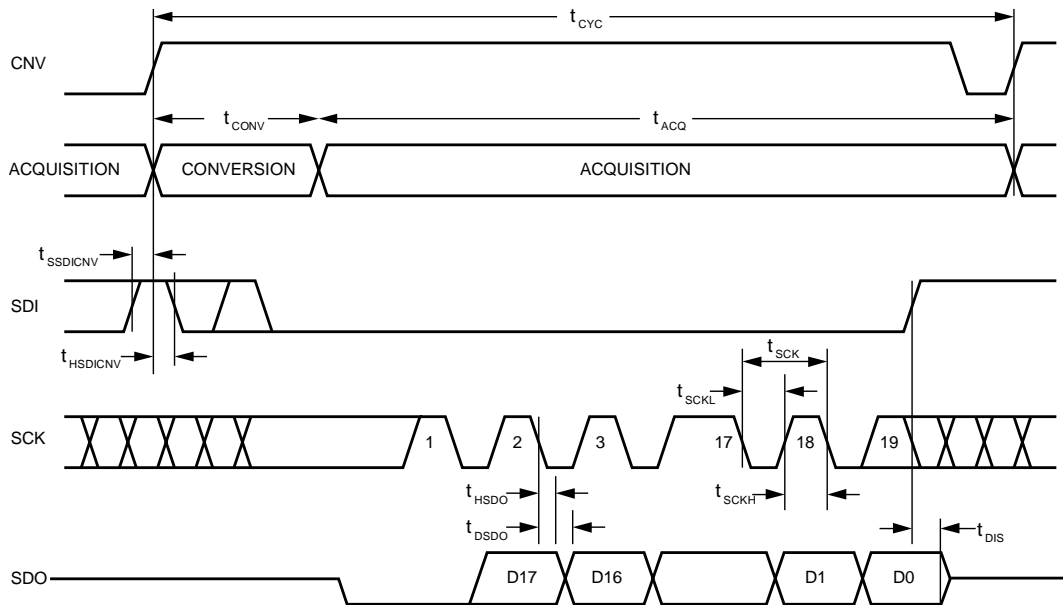 tCYC
CNV
tCONV
tACQ
ACQUISITION
CONVERSION
ACQUISITION
tSSDICNV
SDI
tHSDICNV
tSCK
tSCKL
SCK
1
2
3
17
18
19
tHSDO
tSCKH
tDSDO
tDIS
SDO
D17
D16
D1
D0